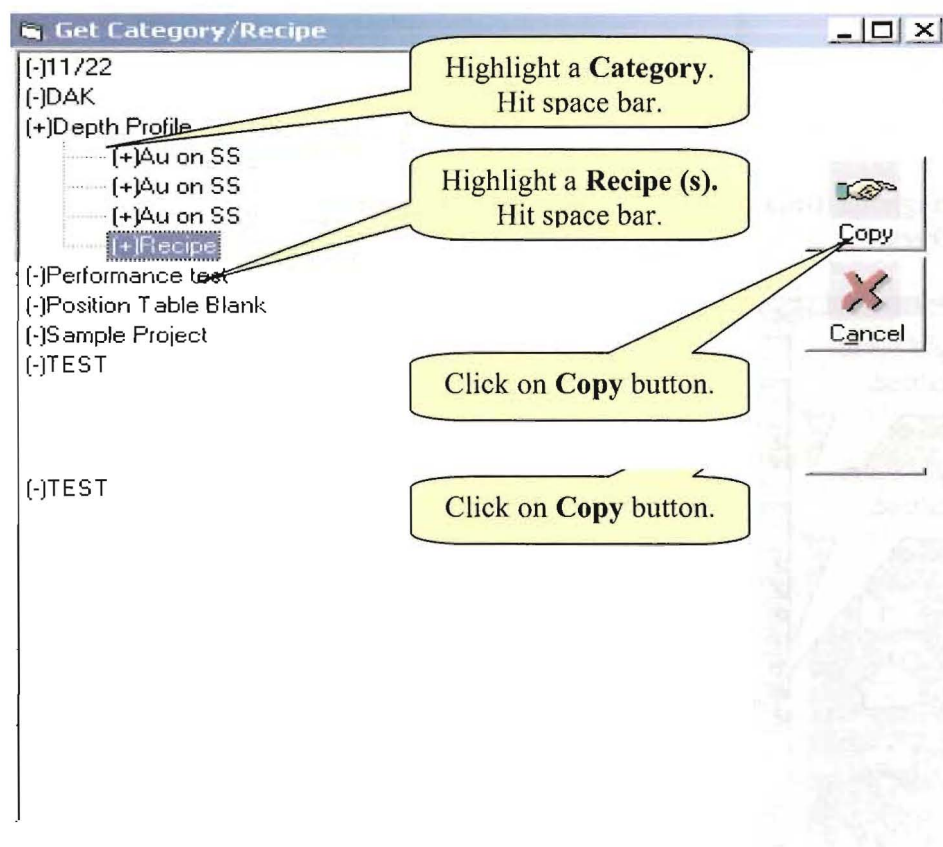 Get Category/Recipe
(-)11/22
(-)DAK
(+)Depth Profile
(+)Au on SS
(+)Au on SS
(+)Au on SS
(+)Recipe
(-)Performance test
(-)Position Table Blank
(-)Sample Project
(-)TEST
(-)TEST
Highlight a Category.
Hit space bar.
Highlight a Recipe (s).
Hit space bar.
Click on Copy button.
Click on Copy button.
Copy
Cancel